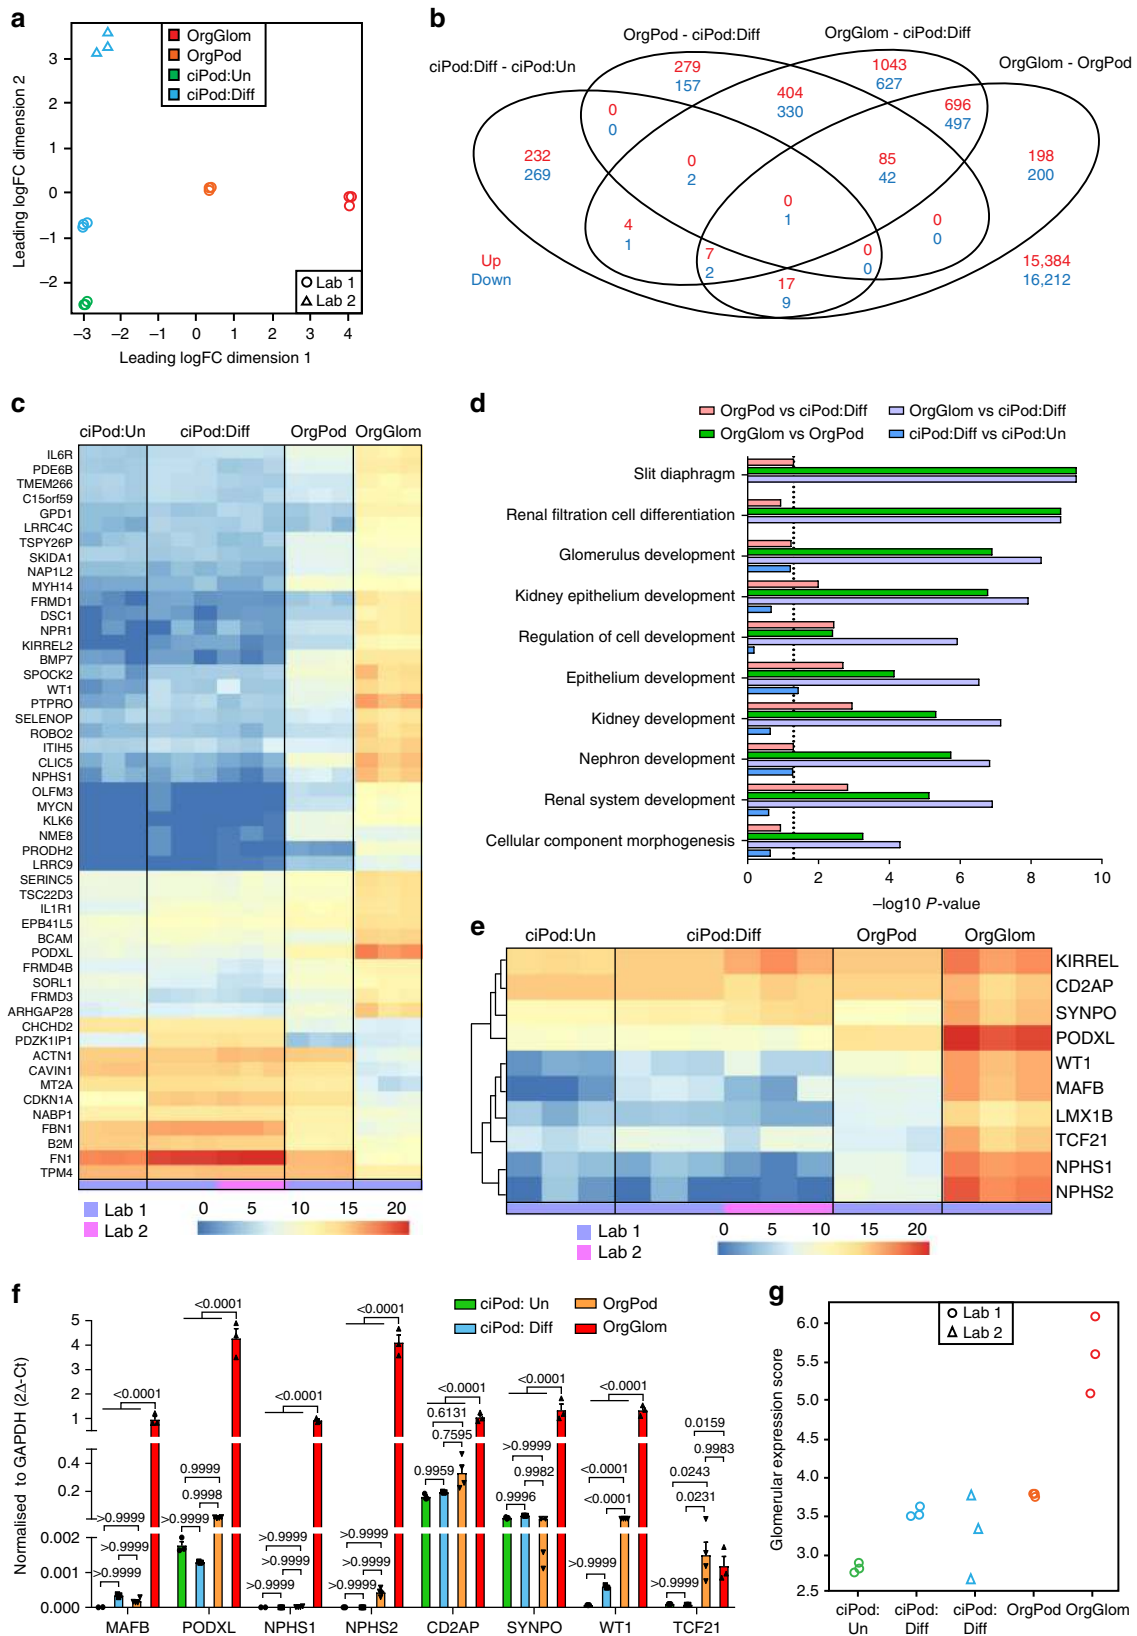 a
OrgGlom
OrgPod
ciPod:Un
ciPod:Diff
Leading logFC dimension 2
3
2
1
0
−1
−2
Lab 1
Lab 2
−3 −2 −1 0 1 2 3 4
Leading logFC dimension 1
b
OrgPod - ciPod:Diff
OrgGlom - ciPod:Diff
ciPod:Diff - ciPod:Un
OrgGlom - OrgPod
279
157
1043
627
404
330
696
497
0
0
232
269
0
2
85
42
198
200
0
1
4
1
0
0
7
2
0
0
17
9
Up
Down
15,384
16,212
c
ciPod:Un ciPod:Diff OrgPod OrgGlom
IL6R
PDE6B
TMEM266
C15orf59
GPD1
LRRC4C
TSPY26P
SKIDA1
NAP1L2
MYH14
FRMD1
DSC1
NPR1
KIRREL2
BMP7
SPOCK2
WT1
PTPRO
SELENOP
ROBO2
ITIH5
CLIC5
NPHS1
OLFM3
MYCN
KLK6
NME8
PRODH2
LRRC9
SERINC5
TSC22D3
IL1R1
EPB41L5
BCAM
PODXL
FRMD4B
SORL1
FRMD3
ARHGAP28
CHCHD2
PDZK1IP1
ACTN1
CAVIN1
MT2A
CDKN1A
NABP1
FBN1
B2M
FN1
TPM4
Lab 1
Lab 2
0 5 10 15 20
d
OrgPod vs ciPod:Diff
OrgGlom vs ciPod:Diff
OrgGlom vs OrgPod
ciPod:Diff vs ciPod:Un
Slit diaphragm
Renal filtration cell differentiation
Glomerulus development
Kidney epithelium development
Regulation of cell development
Epithelium development
Kidney development
Nephron development
Renal system development
Cellular component morphogenesis
0 2 4 6 8 10
−log10 P-value
e
ciPod:Un ciPod:Diff OrgPod OrgGlom
KIRREL
CD2AP
SYNPO
PODXL
WT1
MAFB
LMX1B
TCF21
NPHS1
NPHS2
Lab 1
Lab 2
0 5 10 15 20
f
ciPod: Un
OrgPod
ciPod: Diff
OrgGlom
Normalised to GAPDH (2Δ-Ct)
5
4
3
2
1
0.4
0.2
0.002
0.001
0.000
<0.0001
>0.9999
>0.9999
<0.0001
0.9999
0.9998
>0.9999
<0.0001
>0.9999
>0.9999
>0.9999
<0.0001
>0.9999
>0.9999
>0.9999
<0.0001
0.6131
0.7595
0.9959
<0.0001
>0.9999
0.9982
0.9996
<0.0001
<0.0001
<0.0001
>0.9999
0.0159
0.9983
0.0243
0.0231
>0.9999
MAFB PODXL NPHS1 NPHS2 CD2AP SYNPO WT1 TCF21
g
Lab 1
Lab 2
Glomerular expression score
6.0
5.5
5.0
4.5
4.0
3.5
3.0
2.5
ciPod: Un
ciPod: Diff
ciPod: Diff
OrgPod
OrgGlom